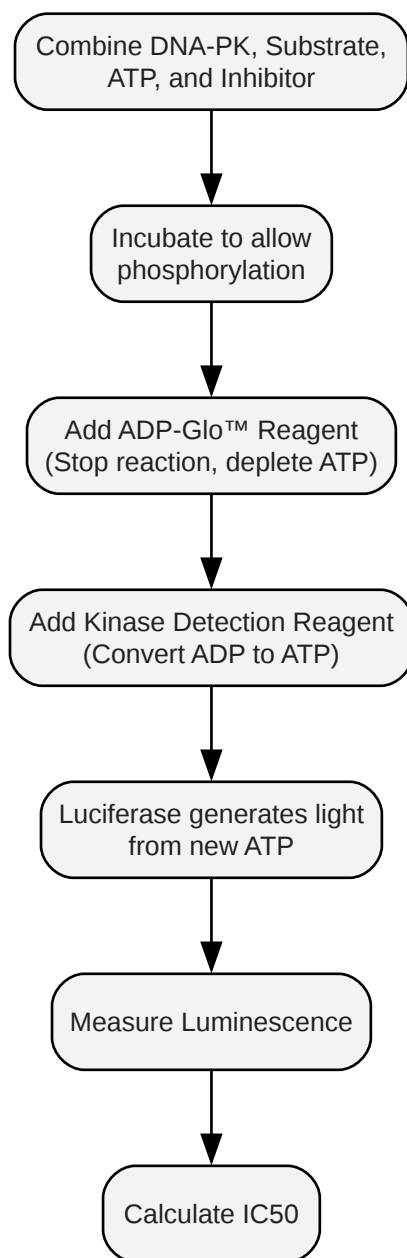 Combine DNA-PK, Substrate,
ATP, and Inhibitor
Incubate to allow
phosphorylation
Add ADP-Glo™ Reagent
(Stop reaction, deplete ATP)
Add Kinase Detection Reagent
(Convert ADP to ATP)
Luciferase generates light
from new ATP
Measure Luminescence
Calculate IC50